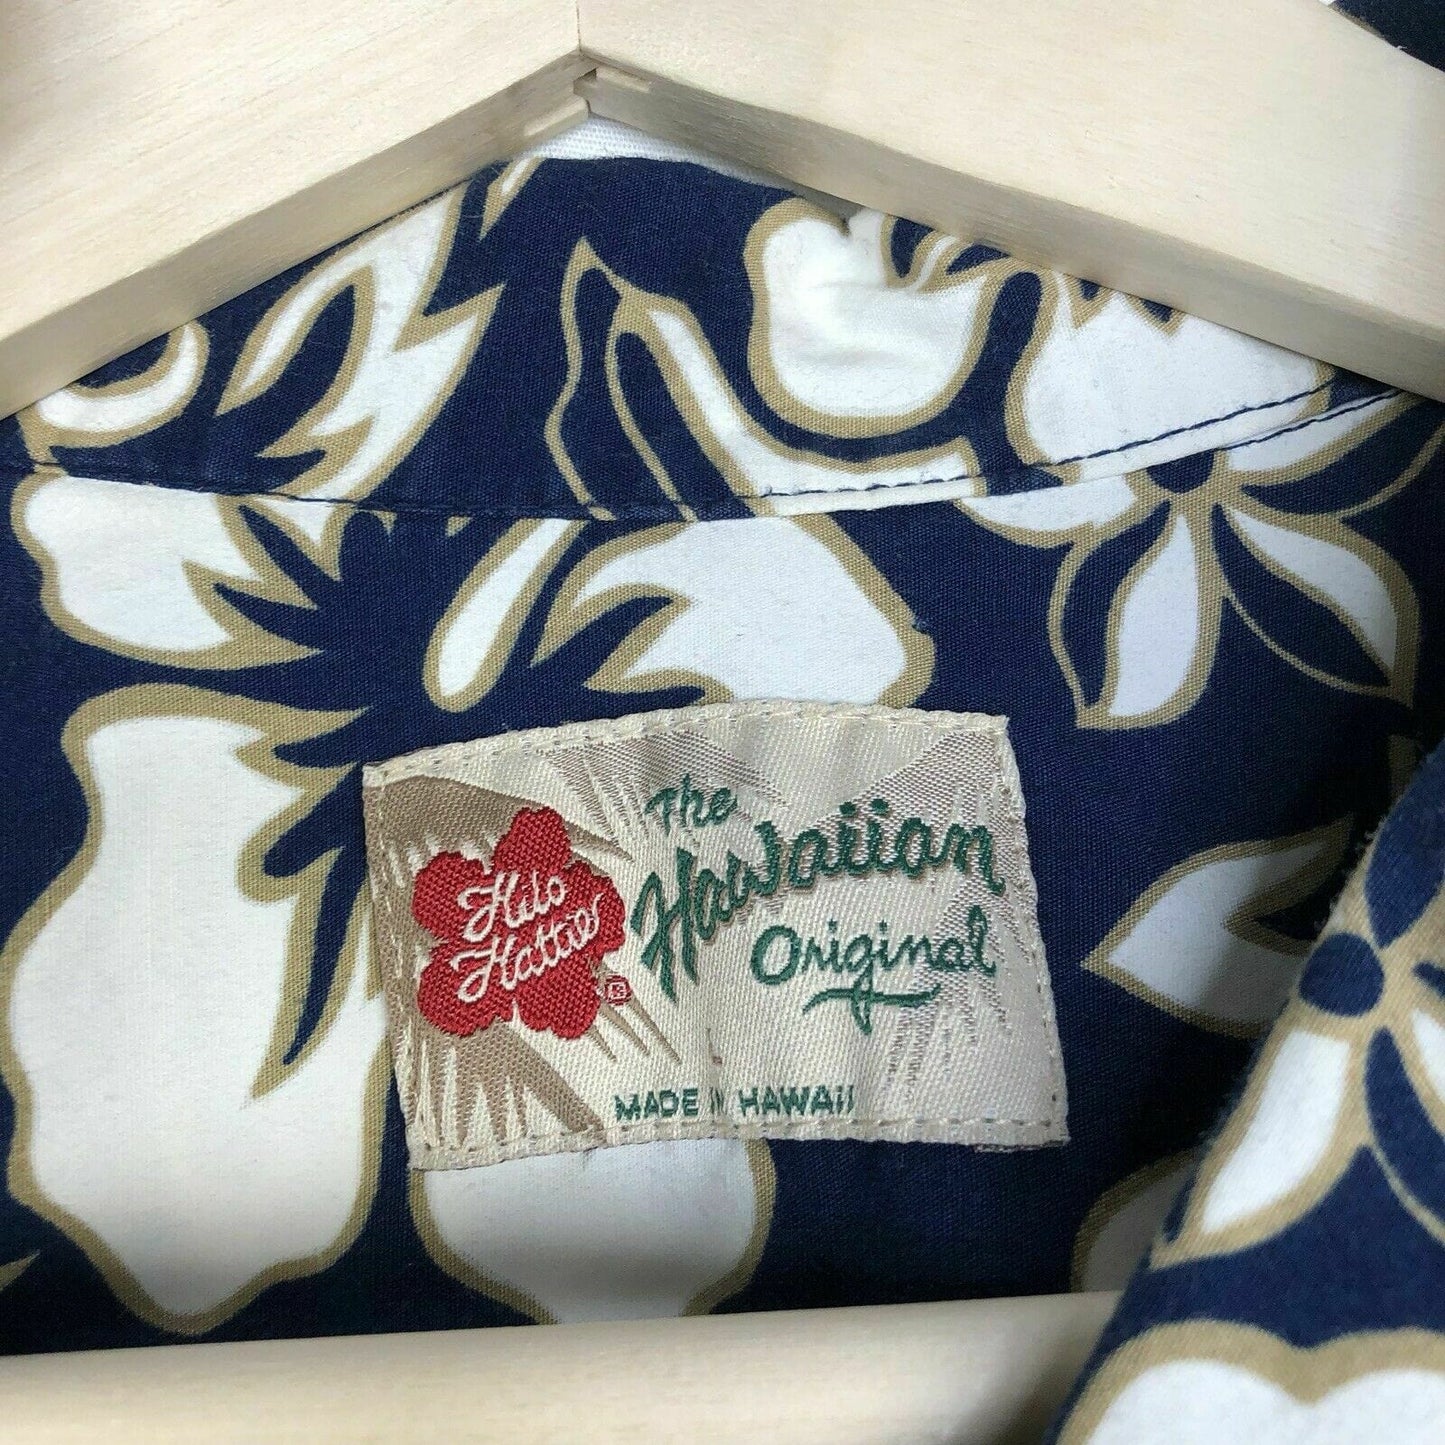 Hilo
Hattie
®
The
Hawaiian
Original
MADE IN HAWAII